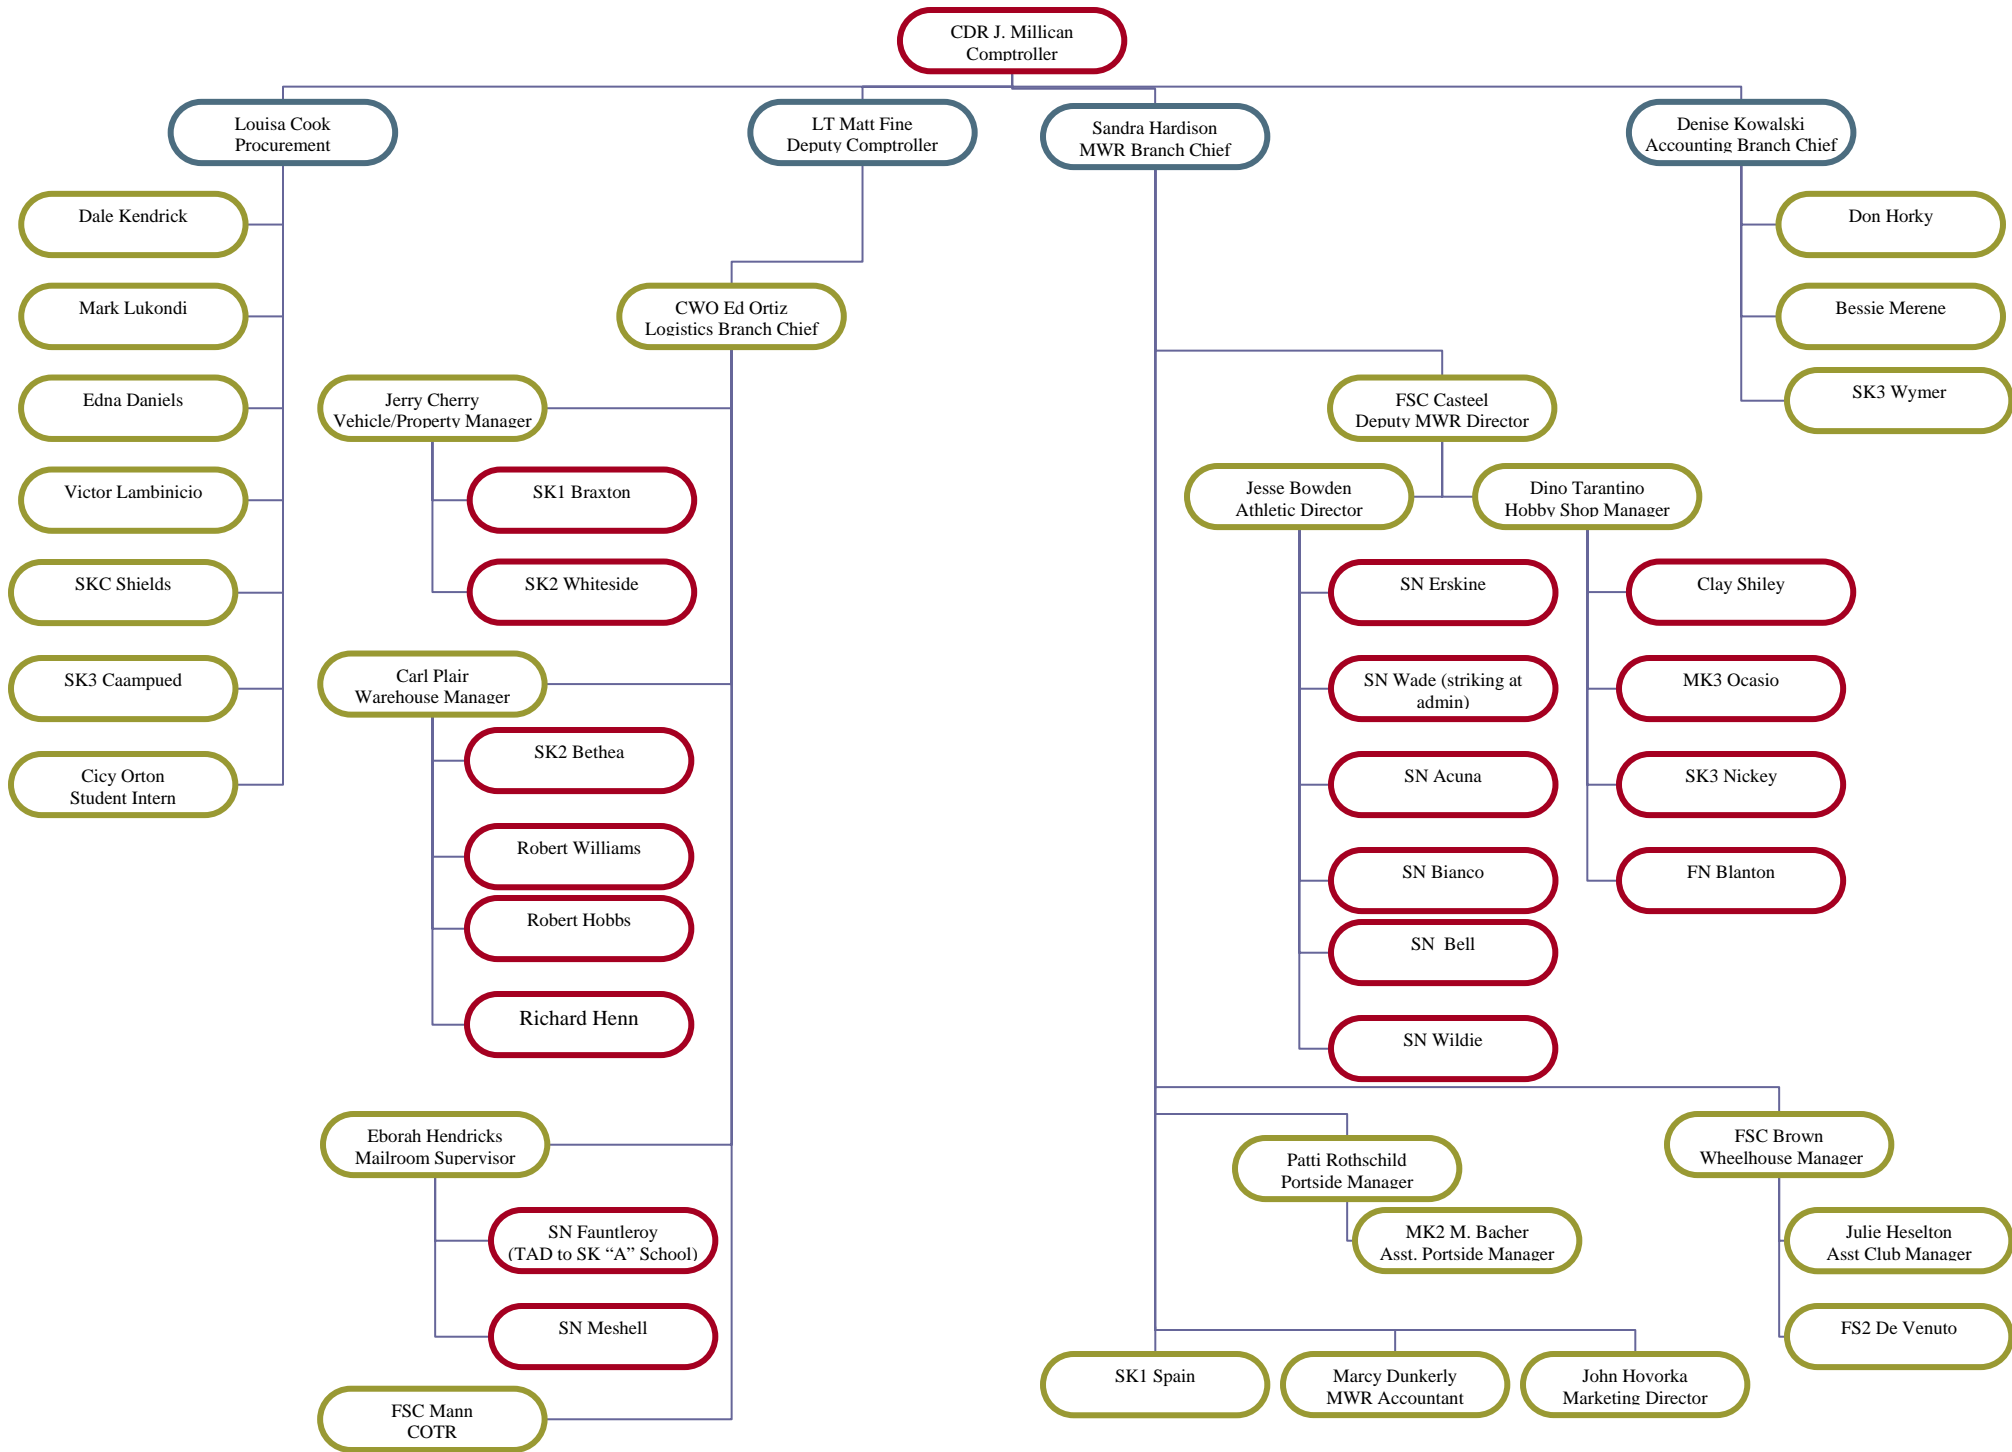 CDR J. Millican
Comptroller
Louisa Cook
Procurement
LT Matt Fine
Deputy Comptroller
Sandra Hardison
MWR Branch Chief
Denise Kowalski
Accounting Branch Chief
Dale Kendrick
Mark Lukondi
Edna Daniels
Victor Lambinicio
SKC Shields
SK3 Caampued
Cicy Orton
Student Intern
CWO Ed Ortiz
Logistics Branch Chief
Jerry Cherry
Vehicle/Property Manager
SK1 Braxton
SK2 Whiteside
Carl Plair
Warehouse Manager
SK2 Bethea
Robert Williams
Robert Hobbs
Richard Henn
Eborah Hendricks
Mailroom Supervisor
SN Fauntleroy
(TAD to SK “A” School)
SN Meshell
FSC Mann
COTR
FSC Casteel
Deputy MWR Director
Jesse Bowden
Athletic Director
SN Erskine
SN Wade (striking at
admin)
SN Acuna
SN Bianco
SN  Bell
SN Wildie
Dino Tarantino
Hobby Shop Manager
Clay Shiley
MK3 Ocasio
SK3 Nickey
FN Blanton
Patti Rothschild
Portside Manager
MK2 M. Bacher
Asst. Portside Manager
FSC Brown
Wheelhouse Manager
Julie Heselton
Asst Club Manager
FS2 De Venuto
SK1 Spain
Marcy Dunkerly
MWR Accountant
John Hovorka
Marketing Director
Don Horky
Bessie Merene
SK3 Wymer